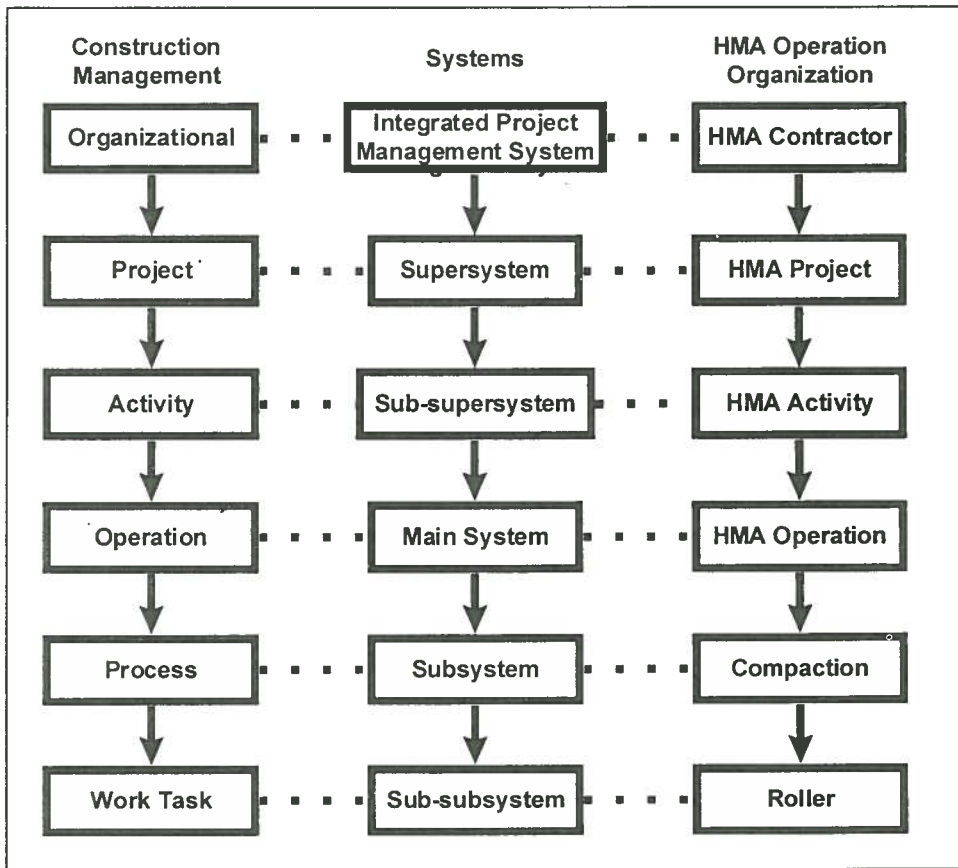 Construction
Management
Systems
HMA Operation
Organization
Organizational
Integrated Project
Management System
HMA Contractor
Project
Supersystem
HMA Project
Activity
Sub-supersystem
HMA Activity
Operation
Main System
HMA Operation
Process
Subsystem
Compaction
Work Task
Sub-subsystem
Roller